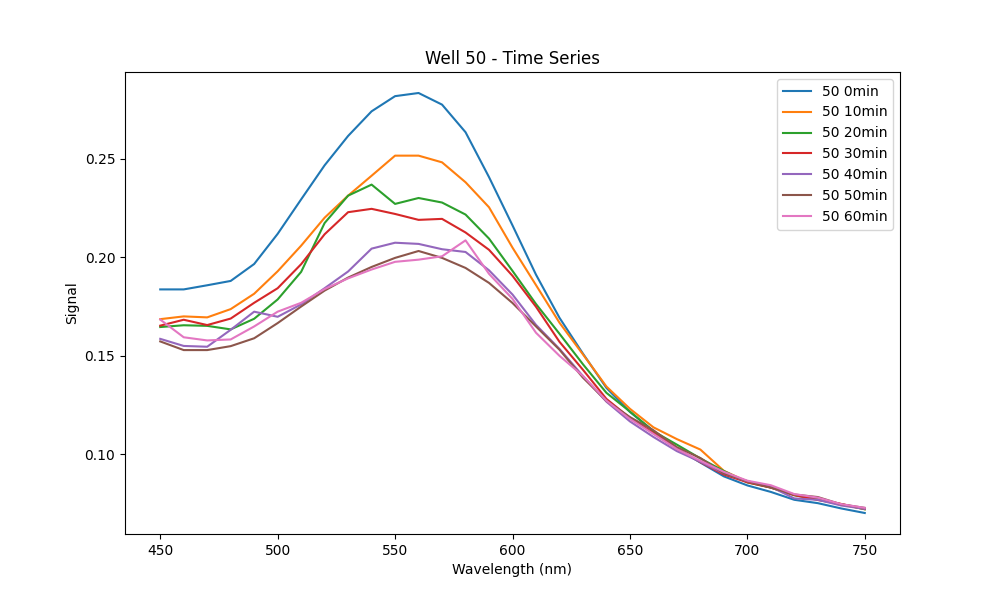 Well 50 - Time Series
50 0min
50 10min
50 20min
50 30min
50 40min
50 50min
50 60min
Signal
0.25
0.20
0.15
0.10
450 500 550 600 650 700 750
Wavelength (nm)